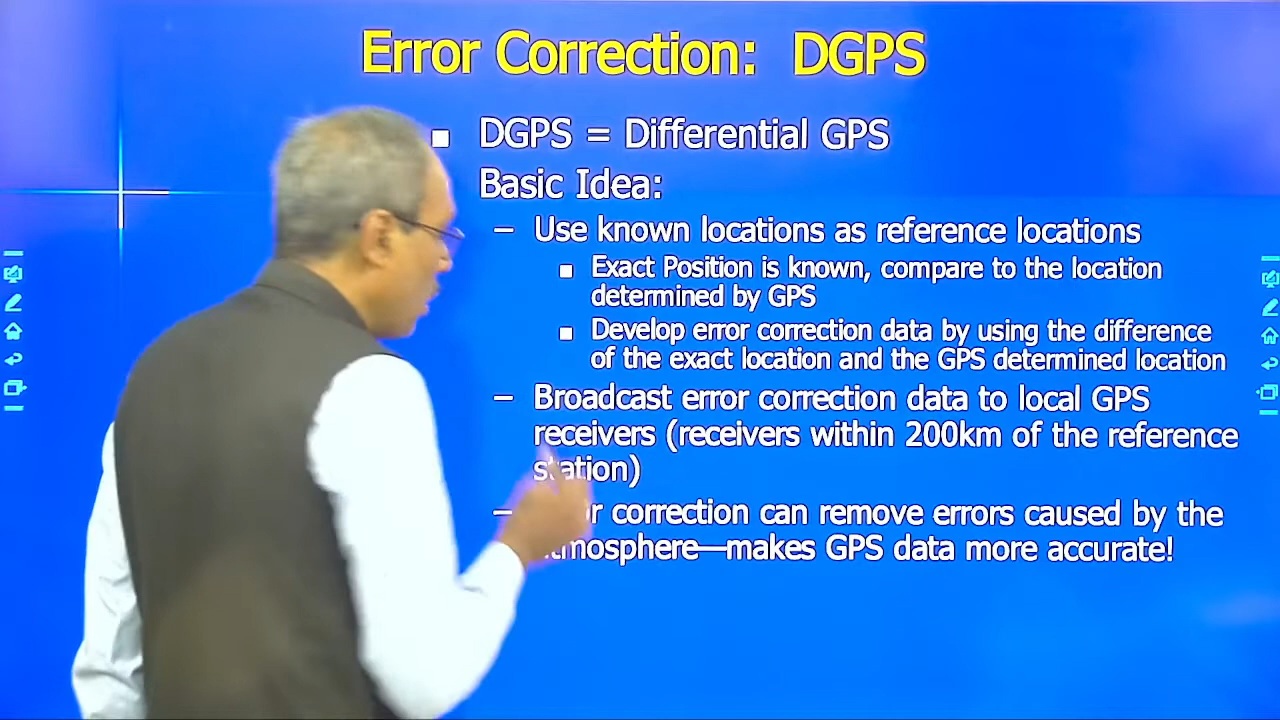 Error Correction: DGPS
DGPS = Differential GPS
Basic Idea:
– Use known locations as reference locations
Exact Position is known, compare to the location
determined by GPS
Develop error correction data by using the difference
of the exact location and the GPS determined location
– Broadcast error correction data to local GPS
receivers (receivers within 200km of the reference
station)
– correction can remove errors caused by the
atmosphere—makes GPS data more accurate!